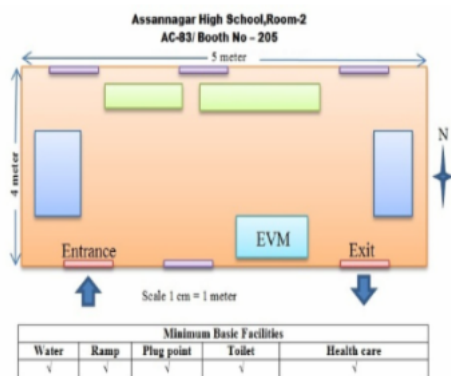 Assannagar High School,Room-2
AC-83/ Booth No – 205
5 meter
4 meter
N
EVM
Entrance
Exit
Scale 1 cm = 1 meter
Minimum Basic Facilities
Water Ramp Plug point Toilet Health care
√ √ √ √ √